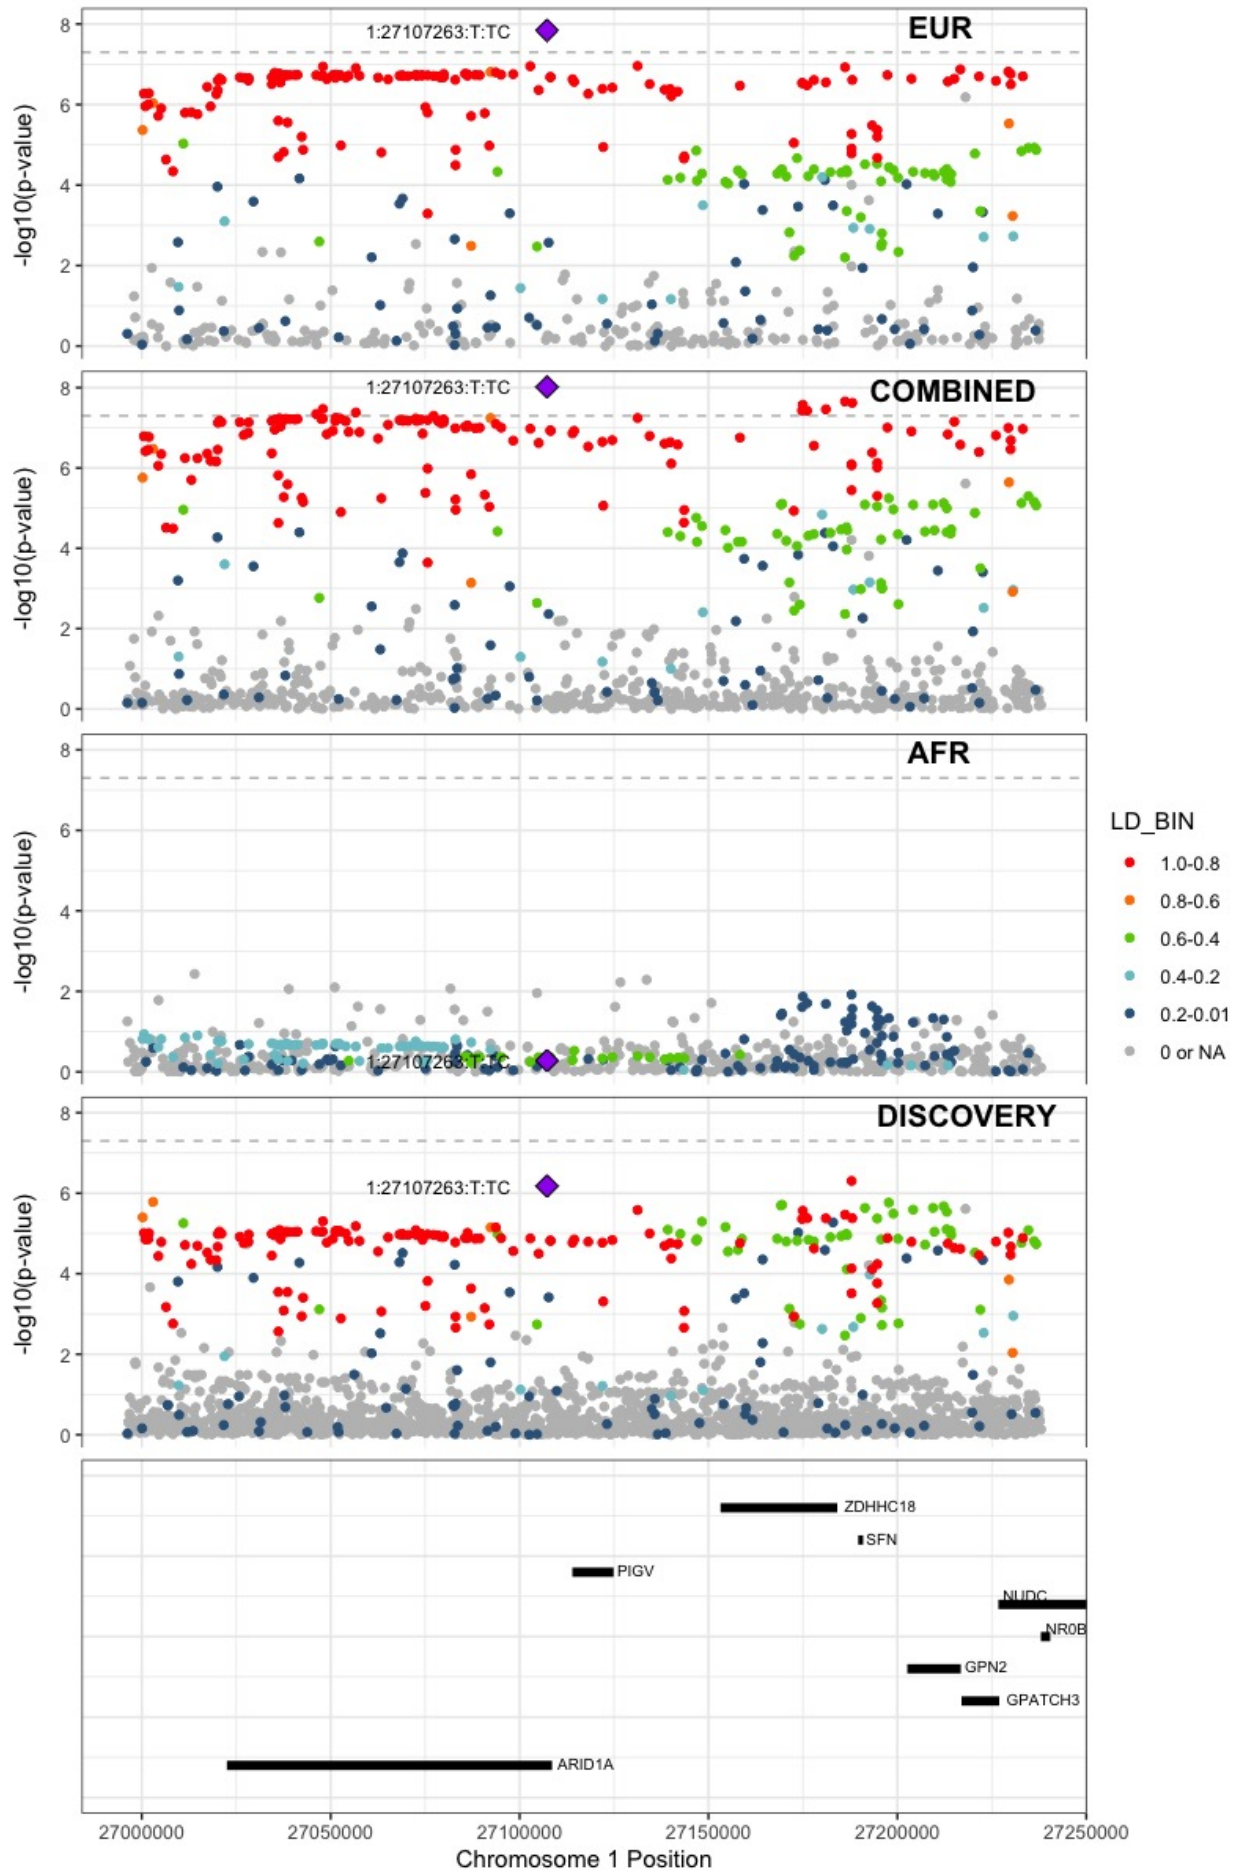 EUR
1:27107263:T:TC
8
6
4
2
0
-log10(p-value)
COMBINED
1:27107263:T:TC
8
6
4
2
0
-log10(p-value)
AFR
8
6
4
2
0
-log10(p-value)
1:27107263:T:TC
LD_BIN
1.0-0.8
0.8-0.6
0.6-0.4
0.4-0.2
0.2-0.01
0 or NA
DISCOVERY
1:27107263:T:TC
8
6
4
2
0
-log10(p-value)
ZDHHC18
SFN
PIGV
NUDC
NR0B
GPN2
GPATCH3
ARID1A
27000000 27050000 27100000 27150000 27200000 27250000
Chromosome 1 Position